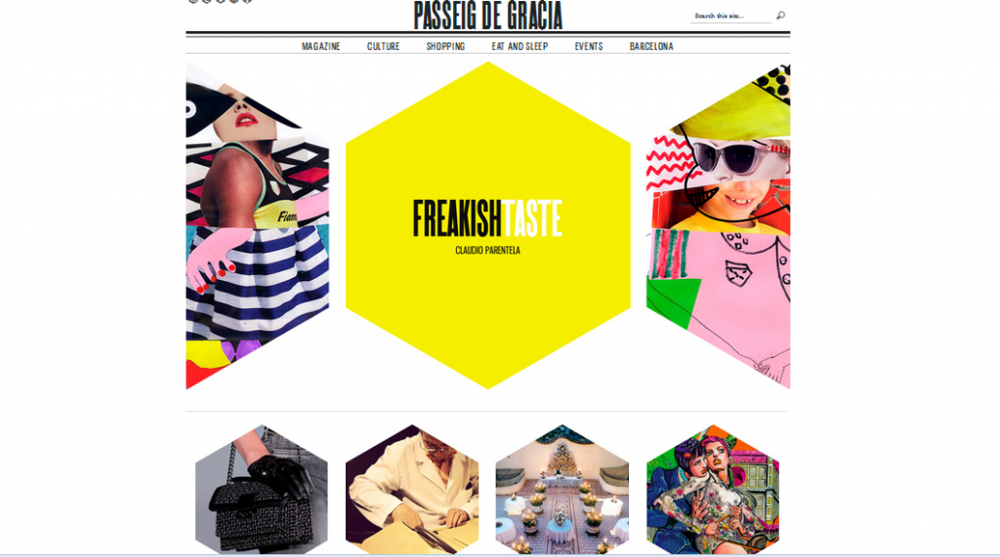 PASSEIG DE GRACIA
Search this site...
MAGAZINE CULTURE SHOPPING EAT AND SLEEP EVENTS BARCELONA
FREAKISHTASTE
CLAUDIO PARENTELA